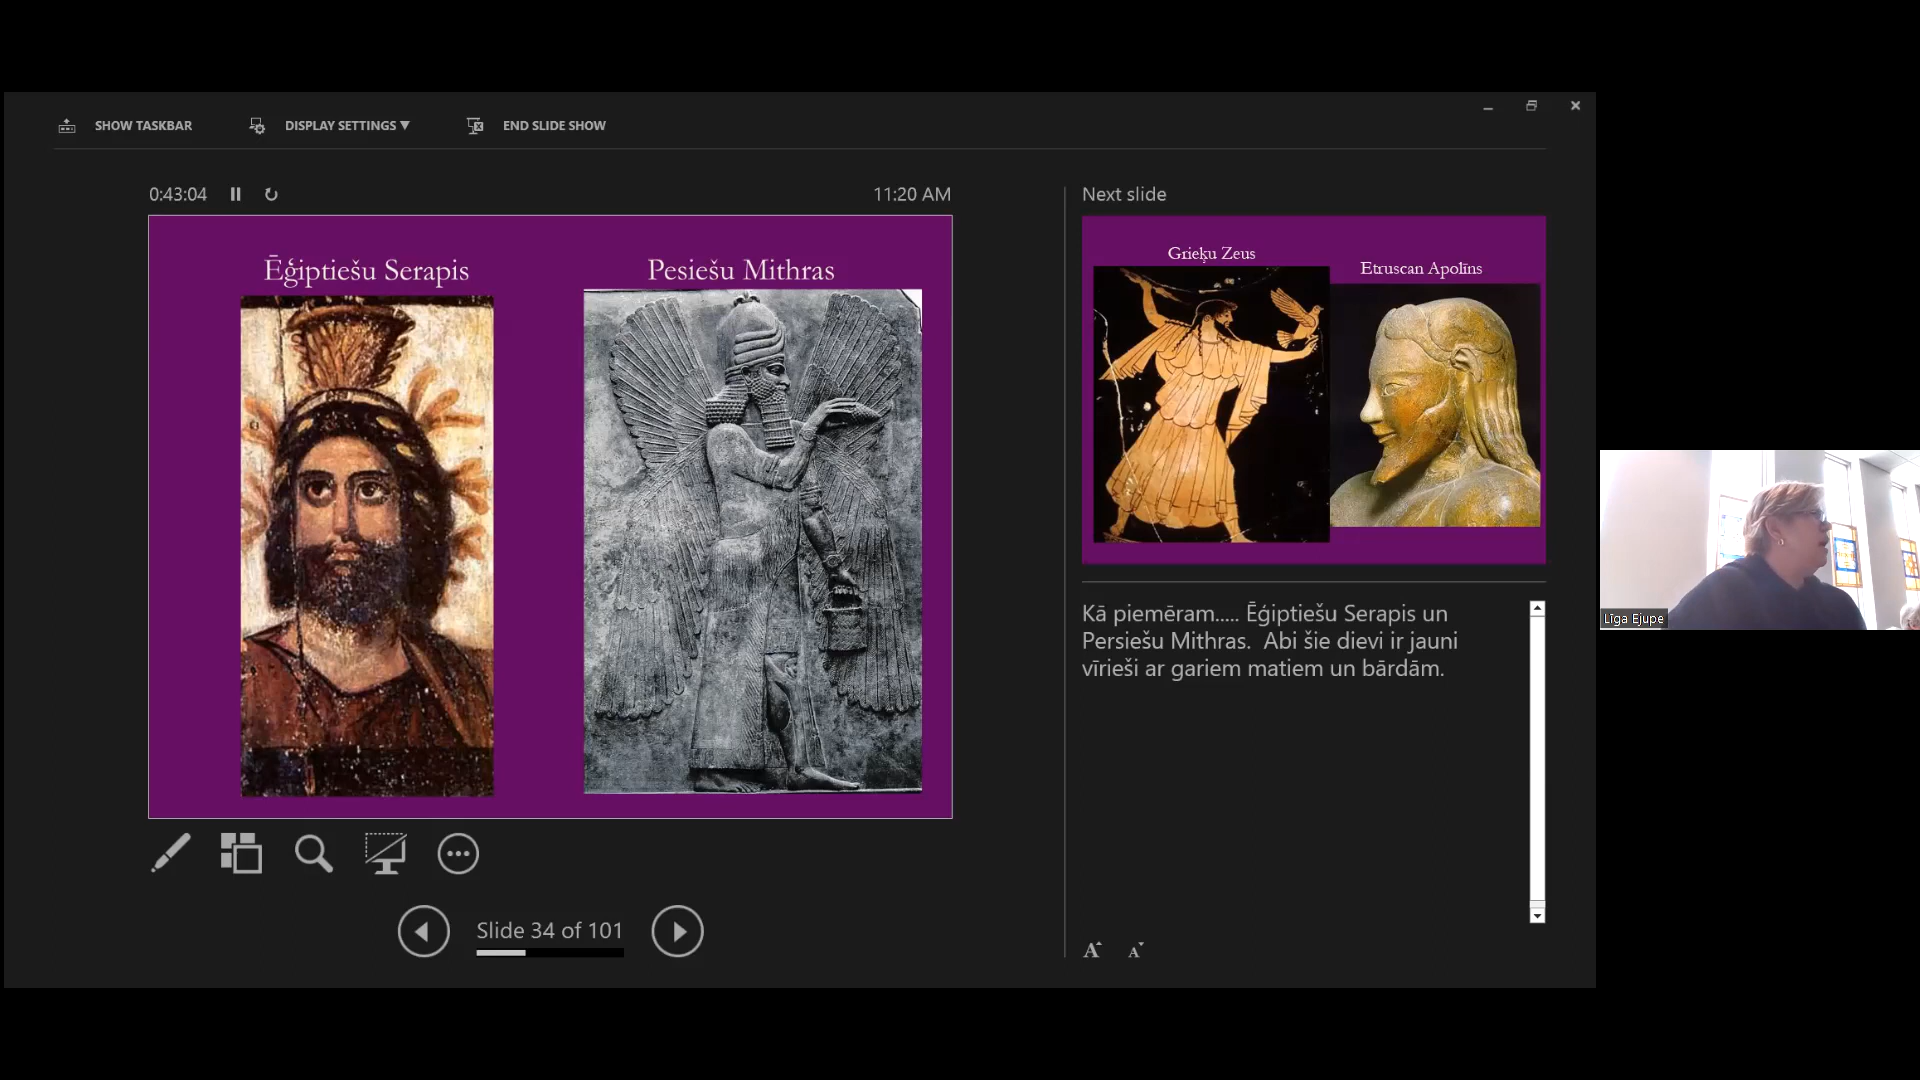 SHOW TASKBAR
DISPLAY SETTINGS ▼
END SLIDE SHOW
0:43:04
11:20 AM
Ēģiptiešu Serapis
Pesiešu Mithras
Slide 34 of 101
Next slide
Grieķu Zeus
Etruscan Apolīns
Kā piemēram..... Ēģiptiešu Serapis un
Persiešu Mithras.  Abi šie dievi ir jauni
vīrieši ar gariem matiem un bārdām.
A A
Līga Ejupe